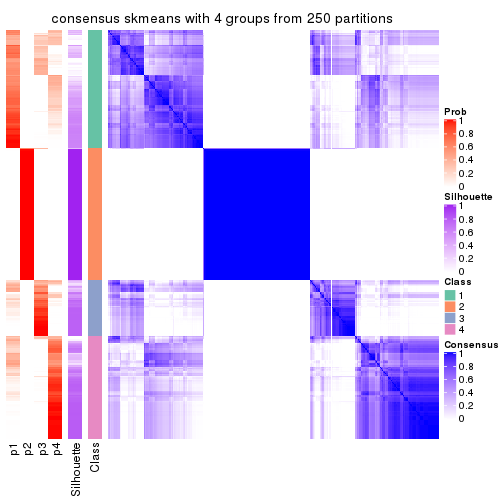 consensus skmeans with 4 groups from 250 partitions
Prob
1
0.8
0.6
0.4
0.2
0
Silhouette
1
0.8
0.6
0.4
0.2
0
Class
1
2
3
4
Consensus
1
0.8
0.6
0.4
0.2
0
p1
p2
p3
p4
Silhouette
Class